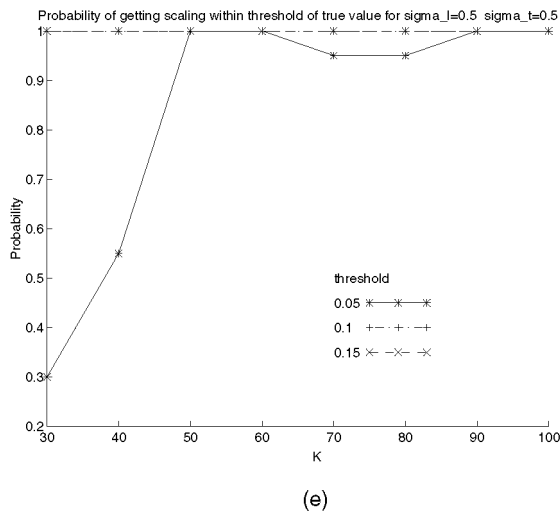 Probability of getting scaling within threshold of true value for sigma_l=0.5 sigma_t=0.5
1
0.9
0.8
0.7
0.6
0.5
0.4
0.3
0.2
Probability
threshold
0.05
0.1
0.15
30 40 50 60 70 80 90 100
K
(e)